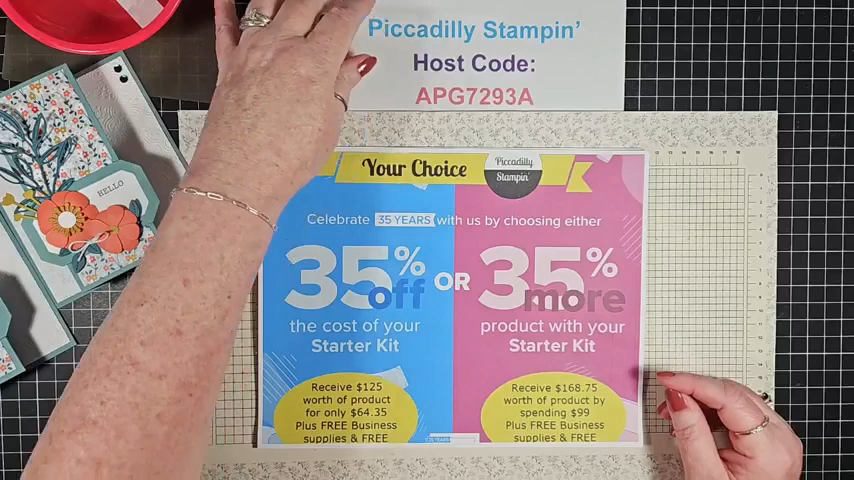 Piccadilly Stampin’
Host Code:
APG7293A
Your Choice
Piccadilly
Stampin'
Celebrate 35 YEARS with us by choosing either
35% off
OR
35% more
the cost of your
Starter Kit
product with your
Starter Kit
Receive $125
worth of product
for only $64.35
Plus FREE Business
supplies & FREE
Receive $168.75
worth of product by
spending $99
Plus FREE Business
supplies & FREE
HELLO